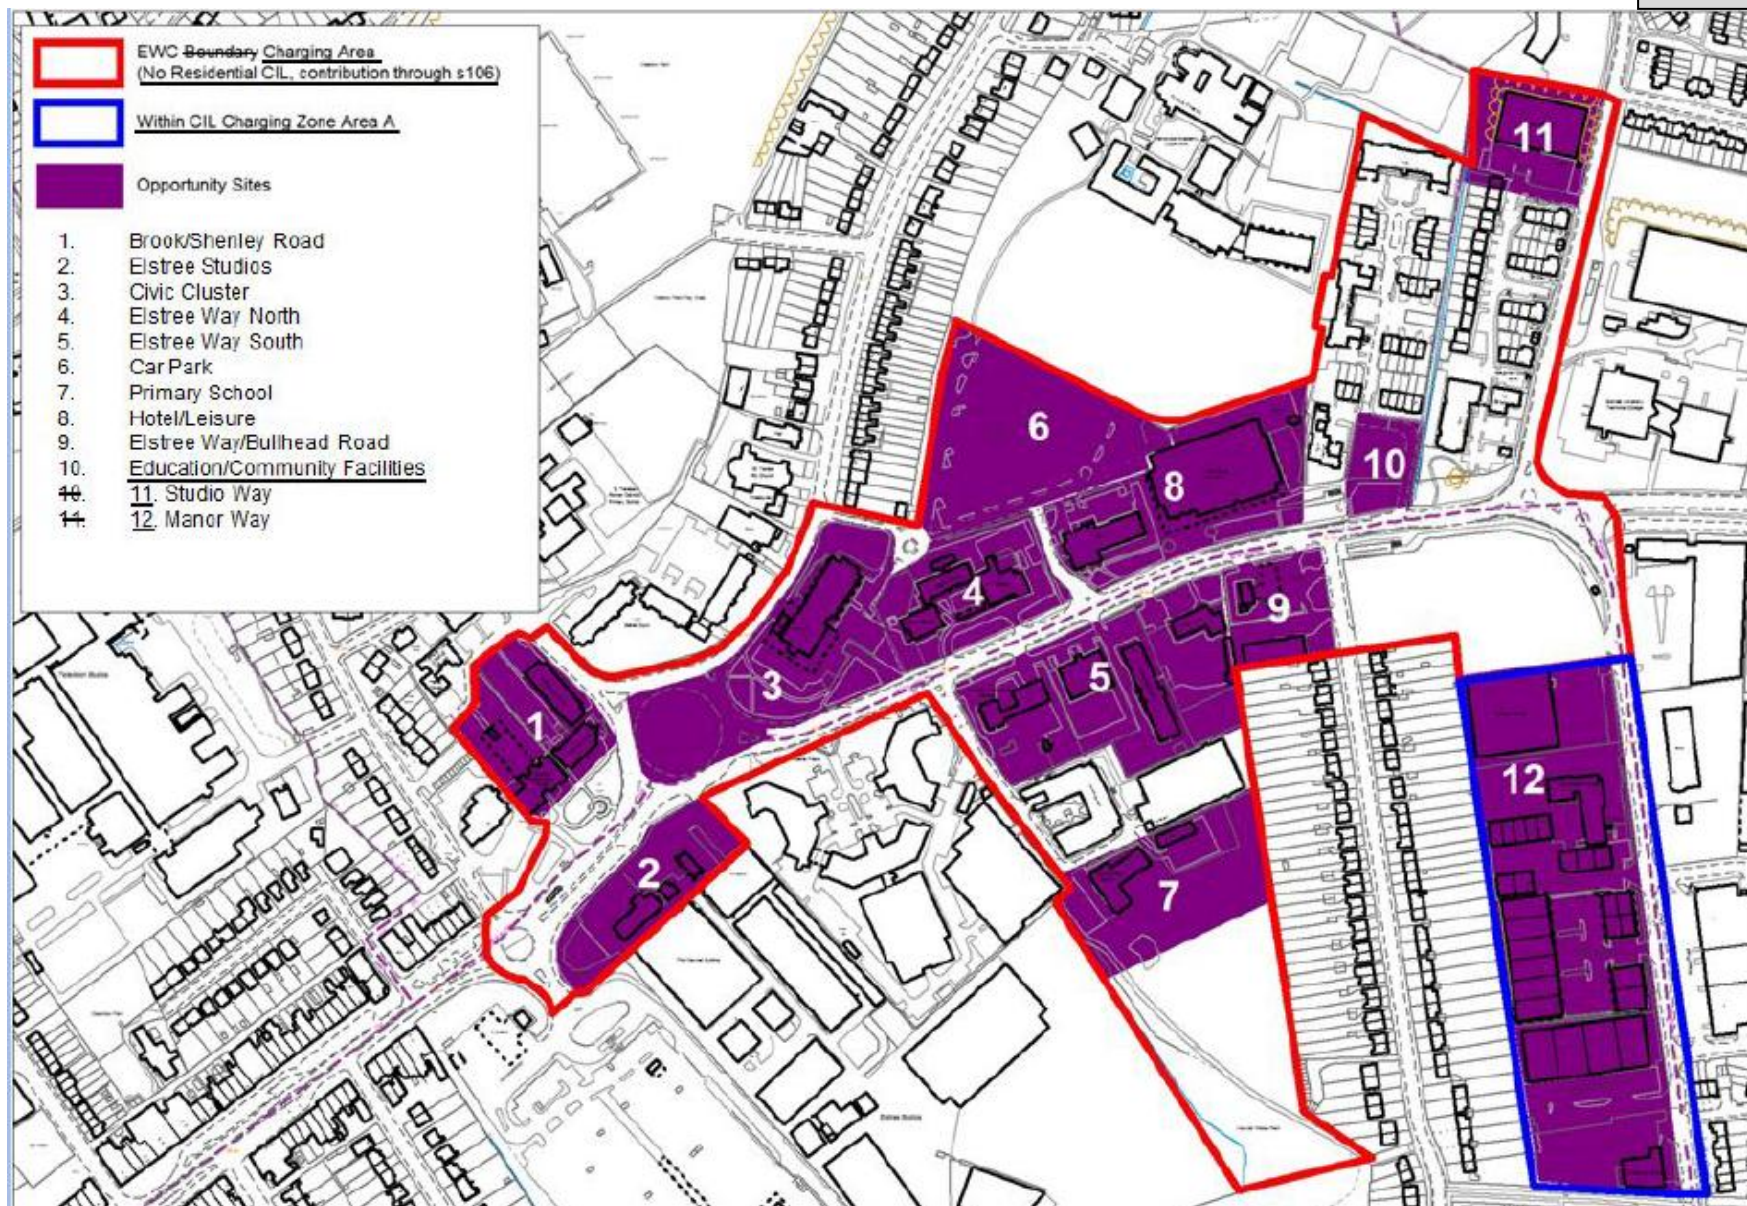 EWC Boundary Charging Area
(No Residential CIL, contribution through s106)
Within CIL Charging Zone Area A
Opportunity Sites
1. Brook/Shenley Road
2. Elstree Studios
3. Civic Cluster
4. Elstree Way North
5. Elstree Way South
6. Car Park
7. Primary School
8. Hotel/Leisure
9. Elstree Way/Bullhead Road
10. Education/Community Facilities
10. 11. Studio Way
11. 12. Manor Way
11
6
10
8
4
9
3
5
1
12
2
7